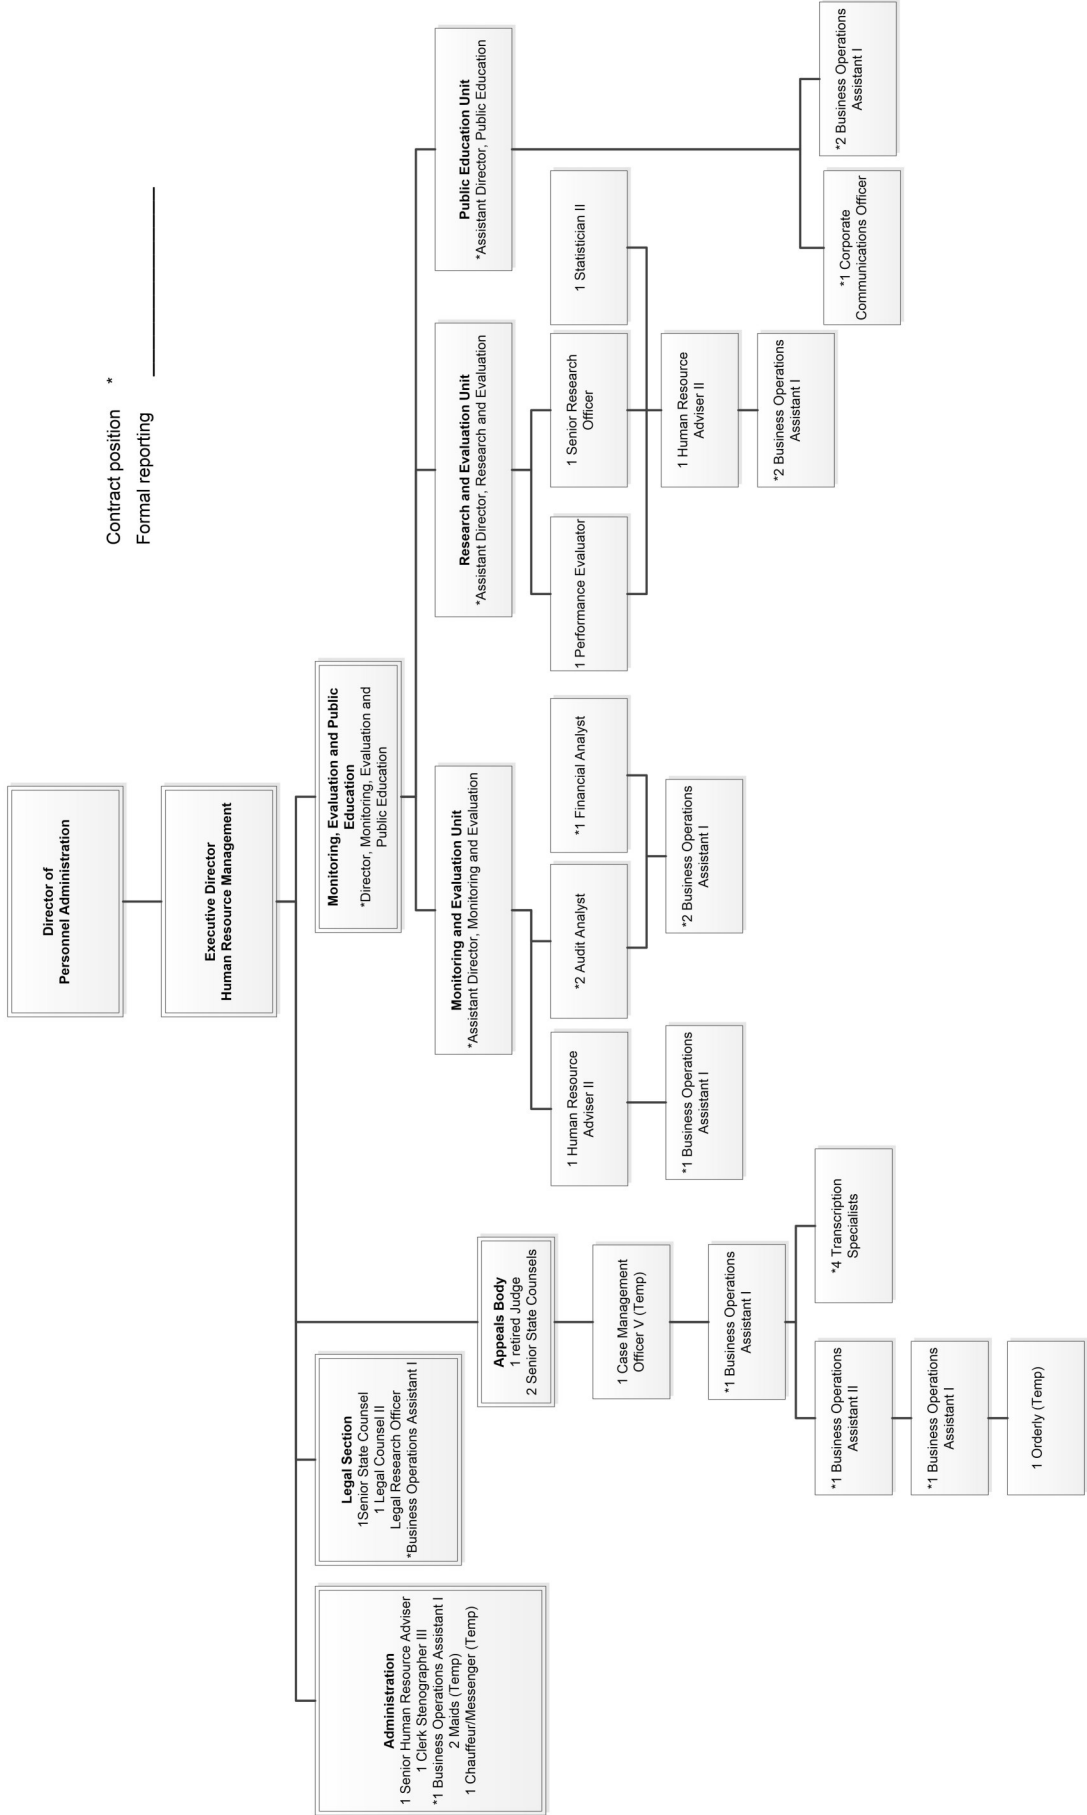 Contract position *
Formal reporting
Director of
Personnel Administration
Executive Director
Human Resource Management
Administration
1 Senior Human Resource Adviser
1 Clerk Stenographer III
*1 Business Operations Assistant I
2 Maids (Temp)
1 Chauffeur/Messenger (Temp)
Legal Section
1Senior State Counsel
1 Legal Counsel II
Legal Research Officer
*Business Operations Assistant I
Appeals Body
1 retired Judge
2 Senior State Counsels
1 Case Management
Officer V (Temp)
*1 Business Operations
Assistant I
*1 Business Operations
Assistant II
*1 Business Operations
Assistant I
1 Orderly (Temp)
*4 Transcription
Specialists
Monitoring, Evaluation and Public
Education
*Director, Monitoring, Evaluation and
Public Education
Monitoring and Evaluation Unit
*Assistant Director, Monitoring and Evaluation
1 Human Resource
Adviser II
*1 Business Operations
Assistant I
*2 Audit Analyst
*1 Financial Analyst
*2 Business Operations
Assistant I
Research and Evaluation Unit
*Assistant Director, Research and Evaluation
1 Performance Evaluator
1 Senior Research
Officer
1 Statistician II
1 Human Resource
Adviser II
*2 Business Operations
Assistant I
Public Education Unit
*Assistant Director, Public Education
*1 Corporate
Communications Officer
*2 Business Operations
Assistant I